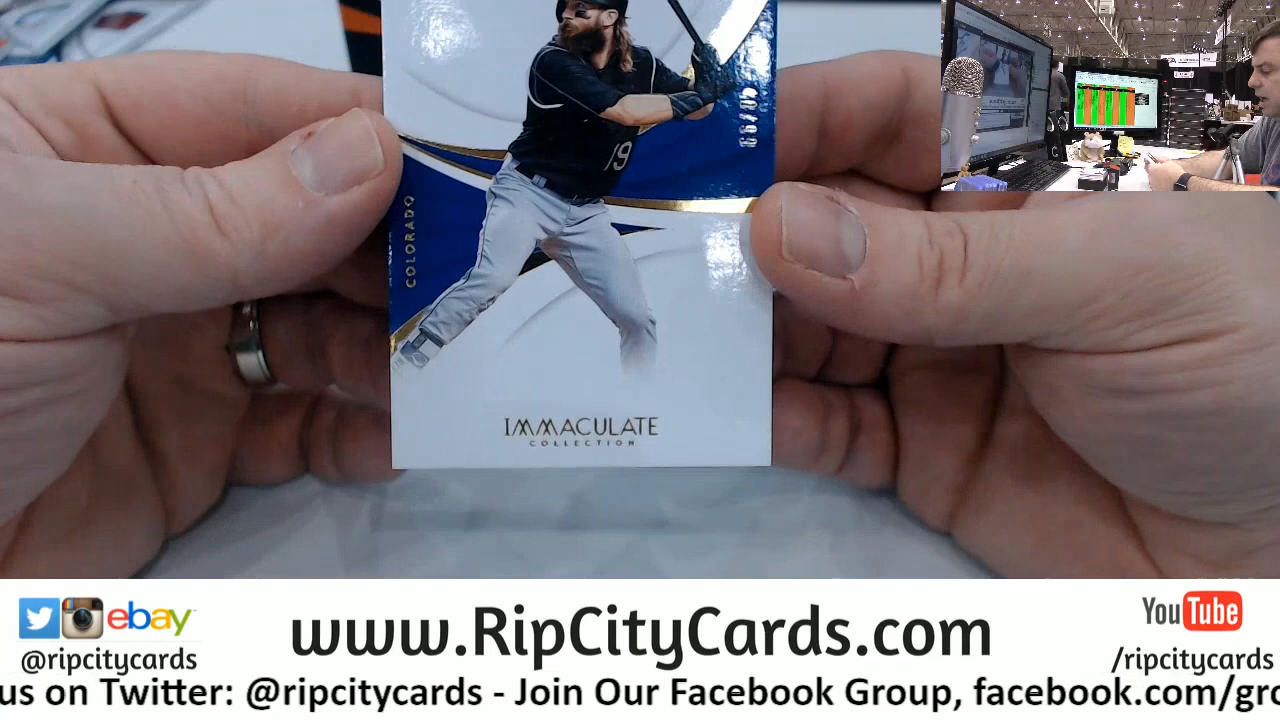 19
COLORADO
IMMACULATE
COLLECTION
ebay
@ripcitycards
www.RipCityCards.com
YouTube
/ripcitycards
us on Twitter: @ripcitycards - Join Our Facebook Group, facebook.com/gro